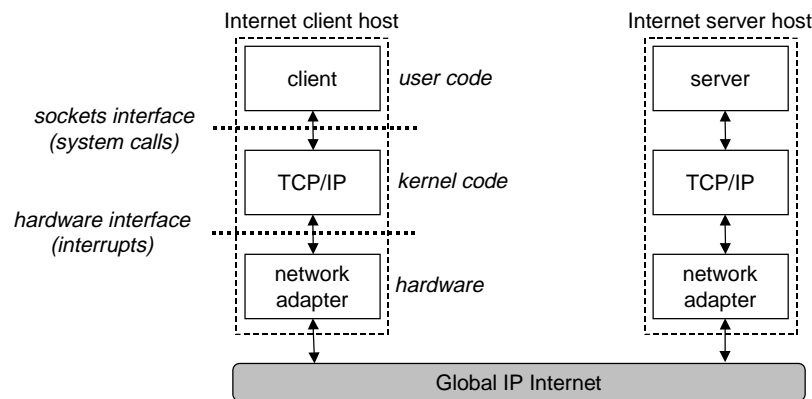 Internet client host
Internet server host
client
user code
server
sockets interface
(system calls)
TCP/IP
kernel code
TCP/IP
hardware interface
(interrupts)
network
adapter
hardware
network
adapter
Global IP Internet